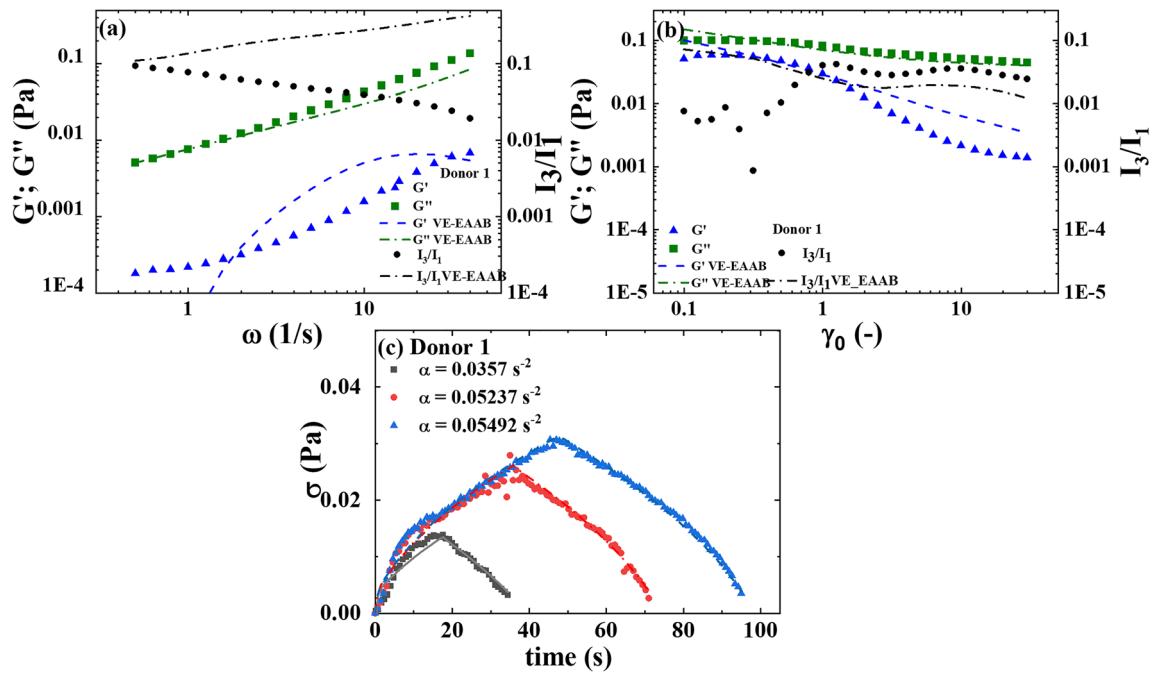 (a)
0.1
0.01
0.001
1E-4
G'; G" (Pa)
0.1
0.01
0.001
1E-4
I3/I1
1
10
ω (1/s)
Donor 1
G'
G"
G' VE-EAAB
G" VE-EAAB
I3/I1
I3/I1VE-EAAB
(b)
0.1
0.01
0.001
1E-4
1E-5
G'; G" (Pa)
0.1
0.01
0.001
1E-4
1E-5
I3/I1
0.1
1
10
γ0 (-)
Donor 1
G'
G"
I3/I1
G' VE-EAAB
G" VE-EAAB
I3/I1VE_EAAB
(c) Donor 1
α = 0.0357 s-2
α = 0.05237 s-2
α = 0.05492 s-2
0.04
0.02
0.00
σ (Pa)
0
20
40
60
80
100
time (s)